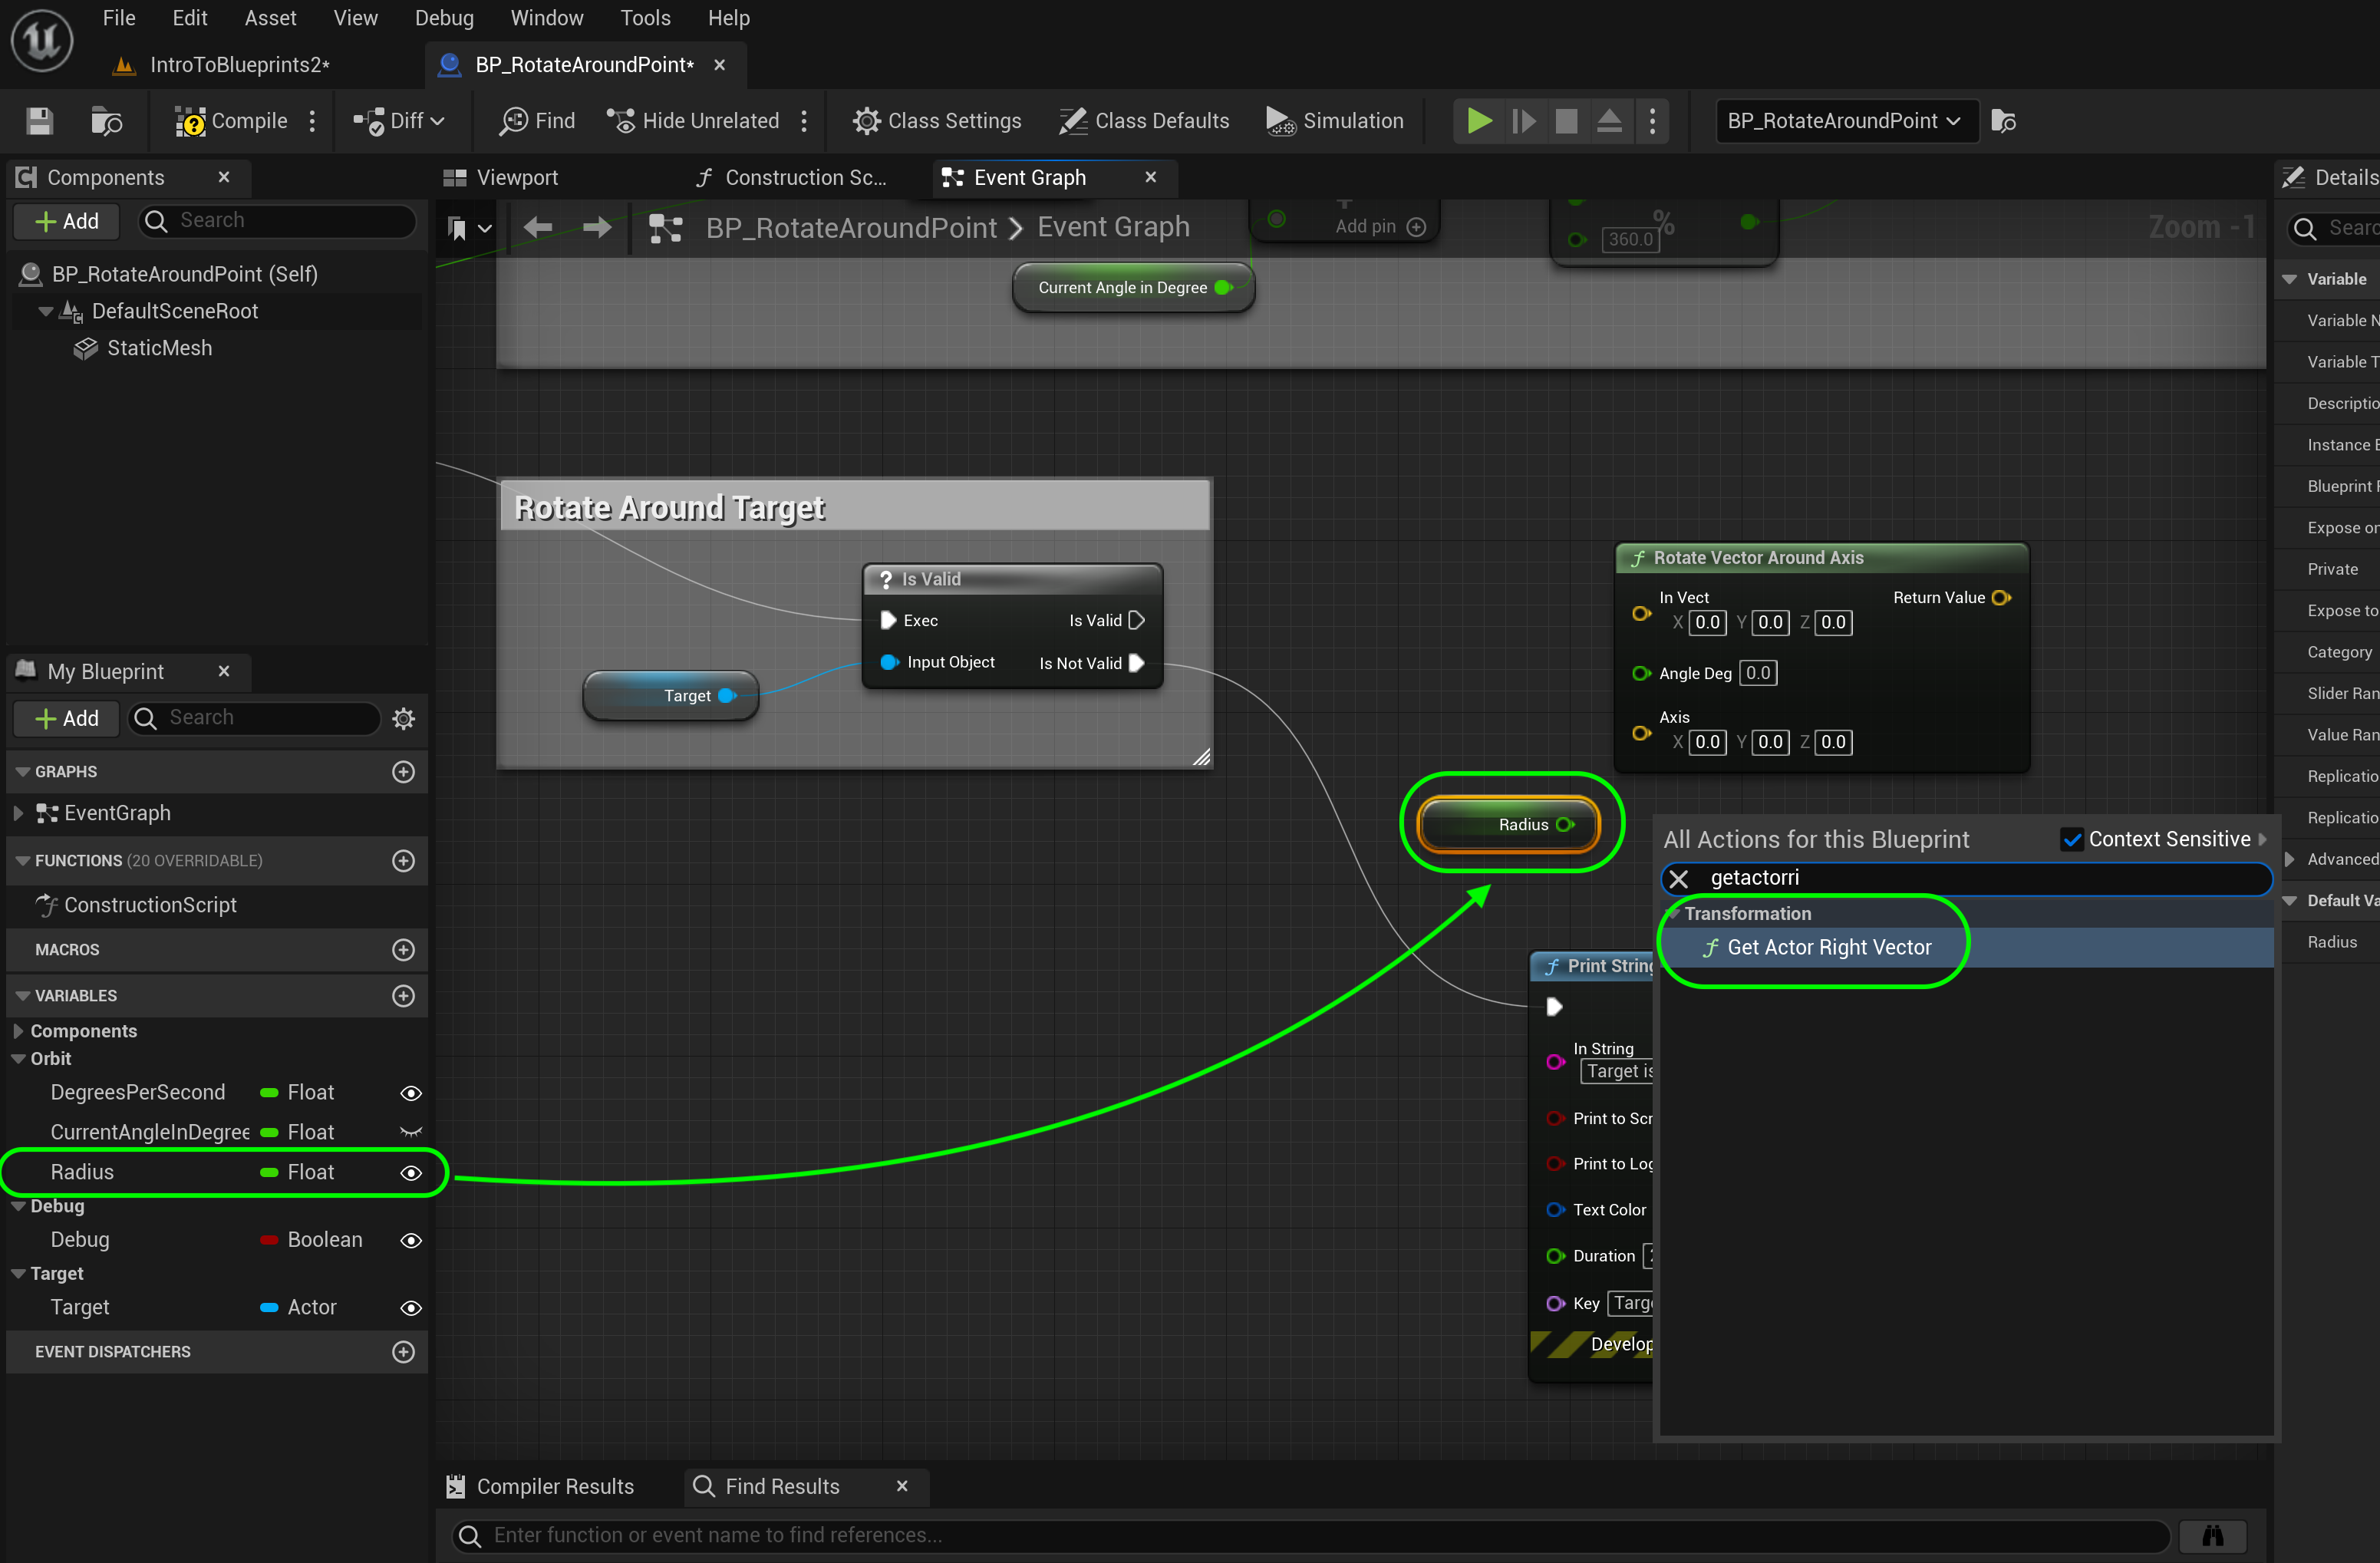 File Edit Asset View Debug Window Tools Help
IntroToBlueprints2*
BP_RotateAroundPoint*
Compile
Diff
Find
Hide Unrelated
Class Settings
Class Defaults
Simulation
BP_RotateAroundPoint
Components
Add
Search
BP_RotateAroundPoint (Self)
DefaultSceneRoot
StaticMesh
My Blueprint
Add
Search
GRAPHS
EventGraph
FUNCTIONS (20 OVERRIDABLE)
ConstructionScript
MACROS
VARIABLES
Components
Orbit
DegreesPerSecond Float
CurrentAngleInDegree Float
Radius Float
Debug
Debug Boolean
Target
Target Actor
EVENT DISPATCHERS
Viewport
Construction Sc...
Event Graph
BP_RotateAroundPoint > Event Graph
Zoom -1
Add pin
%
360.0
Current Angle in Degree
Rotate Around Target
Is Valid
Exec Is Valid
Input Object Is Not Valid
Target
Rotate Vector Around Axis
In Vect Return Value
X 0.0 Y 0.0 Z 0.0
Angle Deg 0.0
Axis
X 0.0 Y 0.0 Z 0.0
Radius
Print String
In String
Target is
Print to Scr
Print to Log
Text Color
Duration
Key Targ
Develop
All Actions for this Blueprint
Context Sensitive
getactorri
Transformation
Get Actor Right Vector
Compiler Results
Find Results
Enter function or event name to find references...
Details
Searc
Variable
Variable N
Variable T
Descriptio
Instance E
Blueprint F
Expose on
Private
Expose to
Category
Slider Ran
Value Ran
Replicatio
Replicatio
Advanced
Default Va
Radius